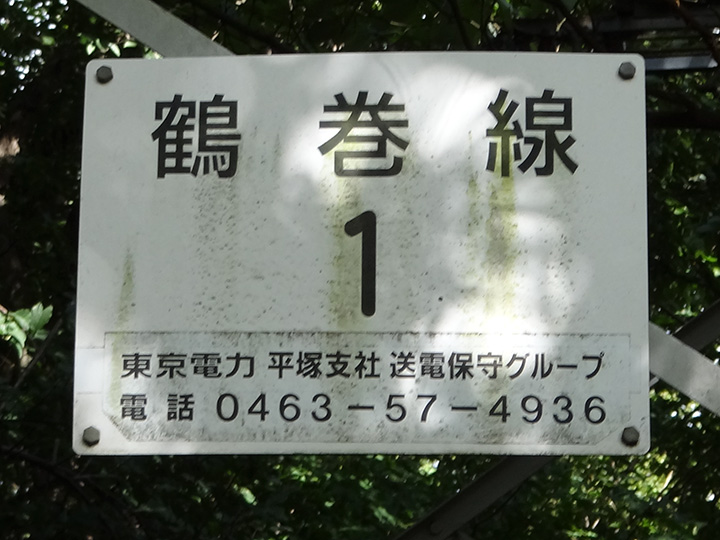 鶴巻線
1
東京電力 平塚支社 送電保守グループ
電話 0463-57-4936